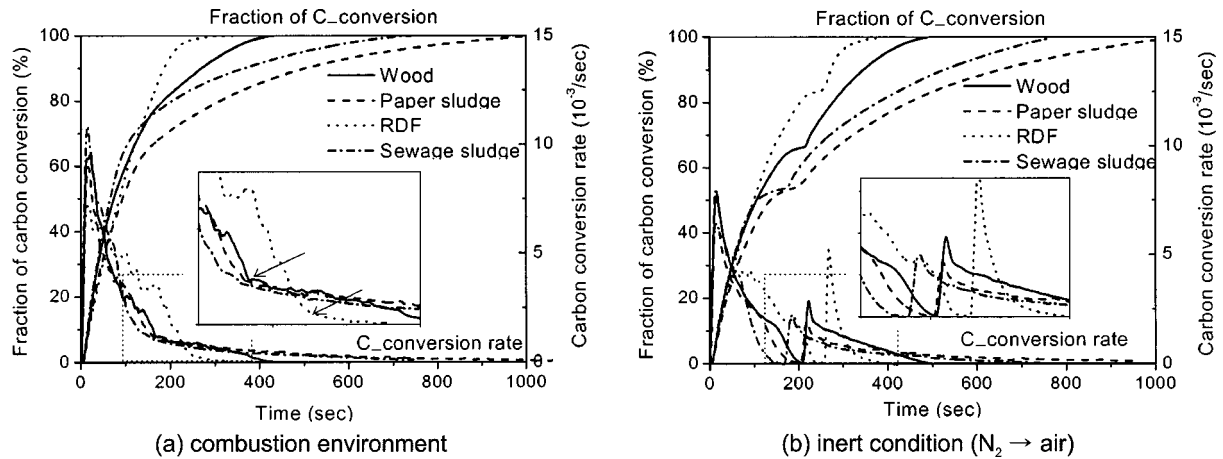 Fraction of C_conversion
100
80
60
40
20
0
15
10
5
0
Fraction of carbon conversion (%)
Carbon conversion rate (10⁻³/sec)
Wood
Paper sludge
RDF
Sewage sludge
C_conversion rate
0 200 400 600 800 1000
Time (sec)
(a) combustion environment
Fraction of C_conversion
100
80
60
40
20
0
15
10
5
0
Fraction of carbon conversion (%)
Carbon conversion rate (10⁻³/sec)
Wood
Paper sludge
RDF
Sewage sludge
C_conversion rate
0 200 400 600 800 1000
Time (sec)
(b) inert condition (N₂ → air)